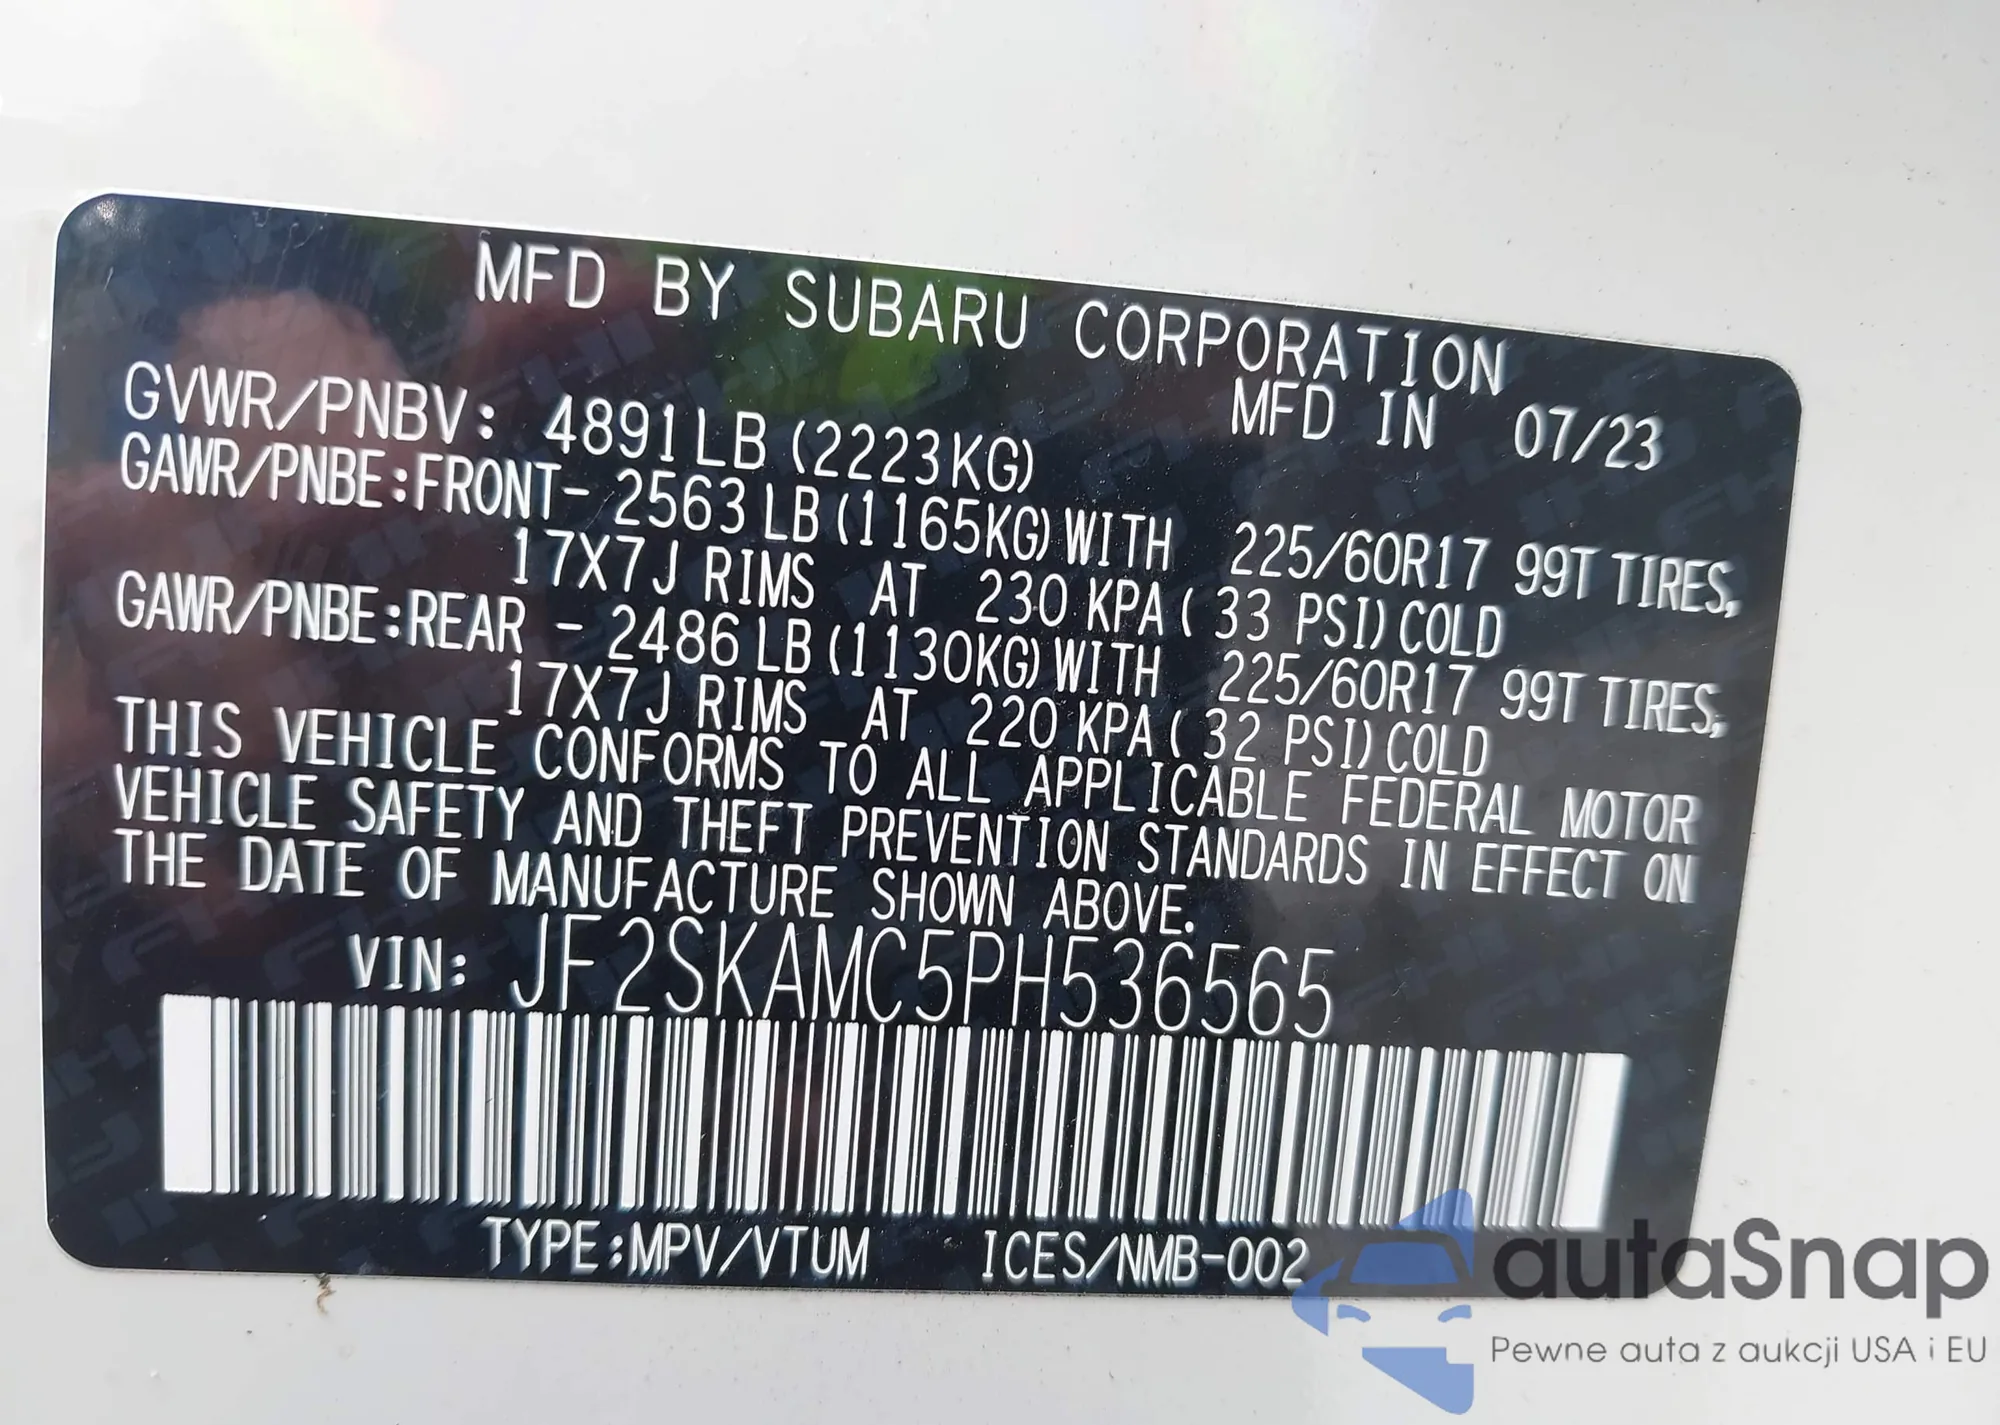 MFD BY SUBARU CORPORATION
GVWR/PNBV: 4891LB (2223KG) MFD IN 07/23
GAWR/PNBE:FRONT- 2563 LB (1165KG) WITH 225/60R17 99T TIRES,
17X7J RIMS AT 230 KPA ( 33 PSI) COLD
GAWR/PNBE:REAR - 2486 LB (1130KG) WITH 225/60R17 99T TIRES,
17X7J RIMS AT 220 KPA ( 32 PSI) COLD
THIS VEHICLE CONFORMS TO ALL APPLICABLE FEDERAL MOTOR
VEHICLE SAFETY AND THEFT PREVENTION STANDARDS IN EFFECT ON
THE DATE OF MANUFACTURE SHOWN ABOVE.
VIN: JF2SKAMC5PH536565
TYPE:MPV/VTUM ICES/NMB-002
autaSnap
Pewne auta z aukcji USA i EU